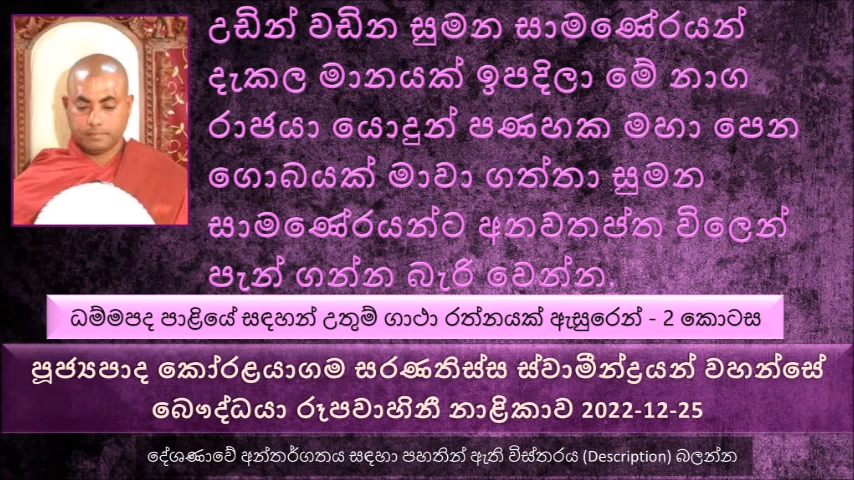 උඩින් වඩින සුමන සාමණේරයන්
දැකල මානයක් ඉපදිලා මේ නාග
රාජයා යොදුන් පණහක මහා පෙන
ගොබයක් මාවා ගත්තා සුමන
සාමණේරයන්ට අනවතප්ත විලෙන්
පැන් ගන්න බැරි වෙන්න.
ධම්මපද පාළියේ සඳහන් උතුම් ගාථා රත්නයක් ඇසුරෙන් - 2 කොටස
පූජ්‍යපාද කෝරළයාගම සරණතිස්ස ස්වාමීන්ද්‍රයන් වහන්සේ
බෞද්ධයා රූපවාහිනී නාළිකාව 2022-12-25
දේශණාවේ අන්තර්ගතය සඳහා පහතින් ඇති විස්තරය (Description) බලන්න